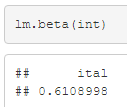 lm.beta(int)
##      ital
## 0.6108998